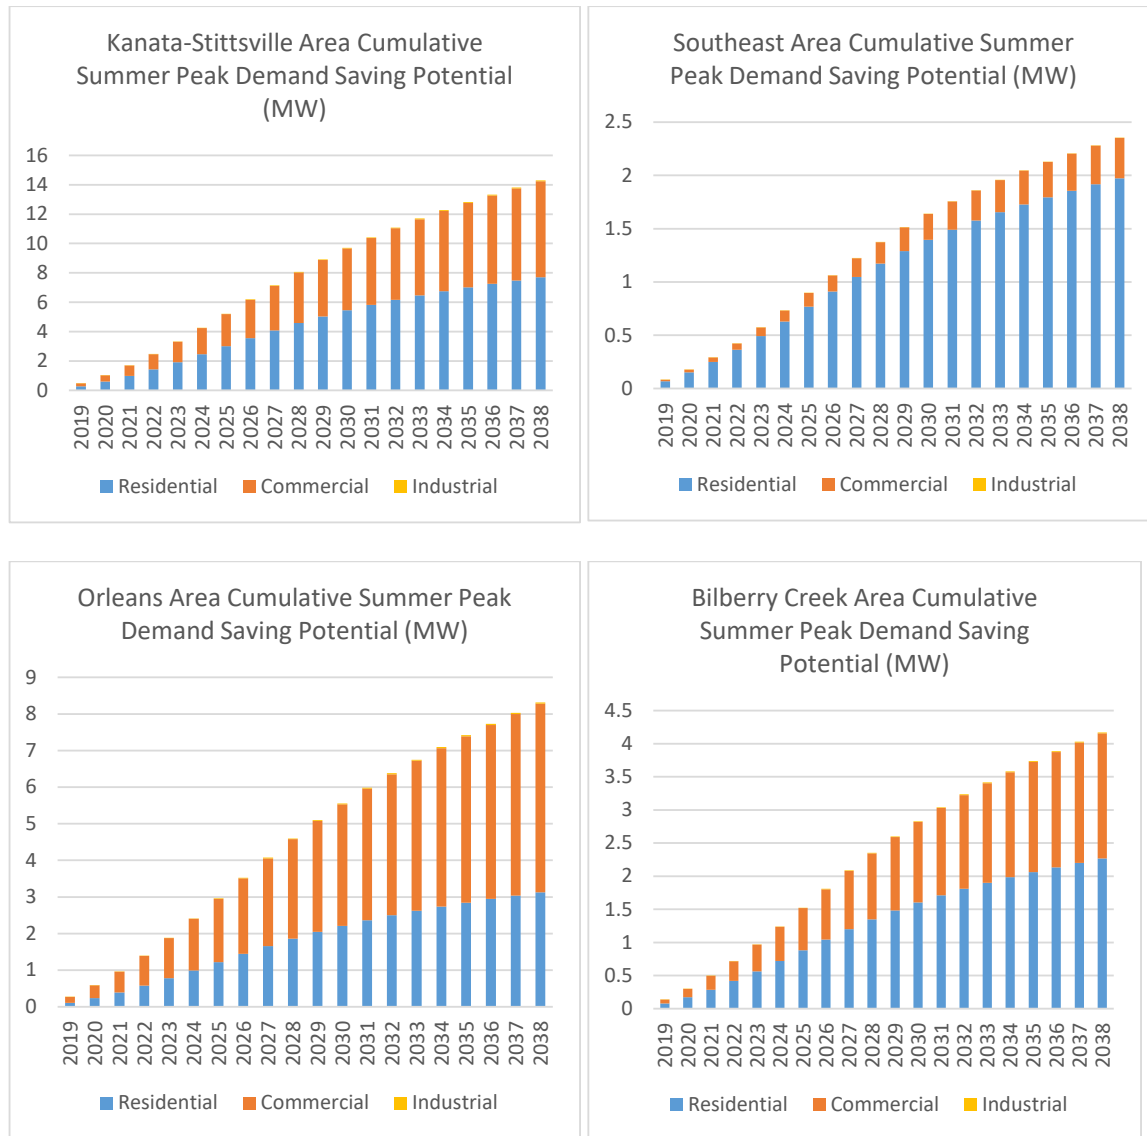 Kanata-Stittsville Area Cumulative
Summer Peak Demand Saving Potential
(MW)
16
14
12
10
8
6
4
2
0
2019 2020 2021 2022 2023 2024 2025 2026 2027 2028 2029 2030 2031 2032 2033 2034 2035 2036 2037 2038
Residential Commercial Industrial
Southeast Area Cumulative Summer
Peak Demand Saving Potential (MW)
2.5
2
1.5
1
0.5
0
2019 2020 2021 2022 2023 2024 2025 2026 2027 2028 2029 2030 2031 2032 2033 2034 2035 2036 2037 2038
Residential Commercial Industrial
Orleans Area Cumulative Summer Peak
Demand Saving Potential (MW)
9
8
7
6
5
4
3
2
1
0
2019 2020 2021 2022 2023 2024 2025 2026 2027 2028 2029 2030 2031 2032 2033 2034 2035 2036 2037 2038
Residential Commercial Industrial
Bilberry Creek Area Cumulative
Summer Peak Demand Saving
Potential (MW)
4.5
4
3.5
3
2.5
2
1.5
1
0.5
0
2019 2020 2021 2022 2023 2024 2025 2026 2027 2028 2029 2030 2031 2032 2033 2034 2035 2036 2037 2038
Residential Commercial Industrial